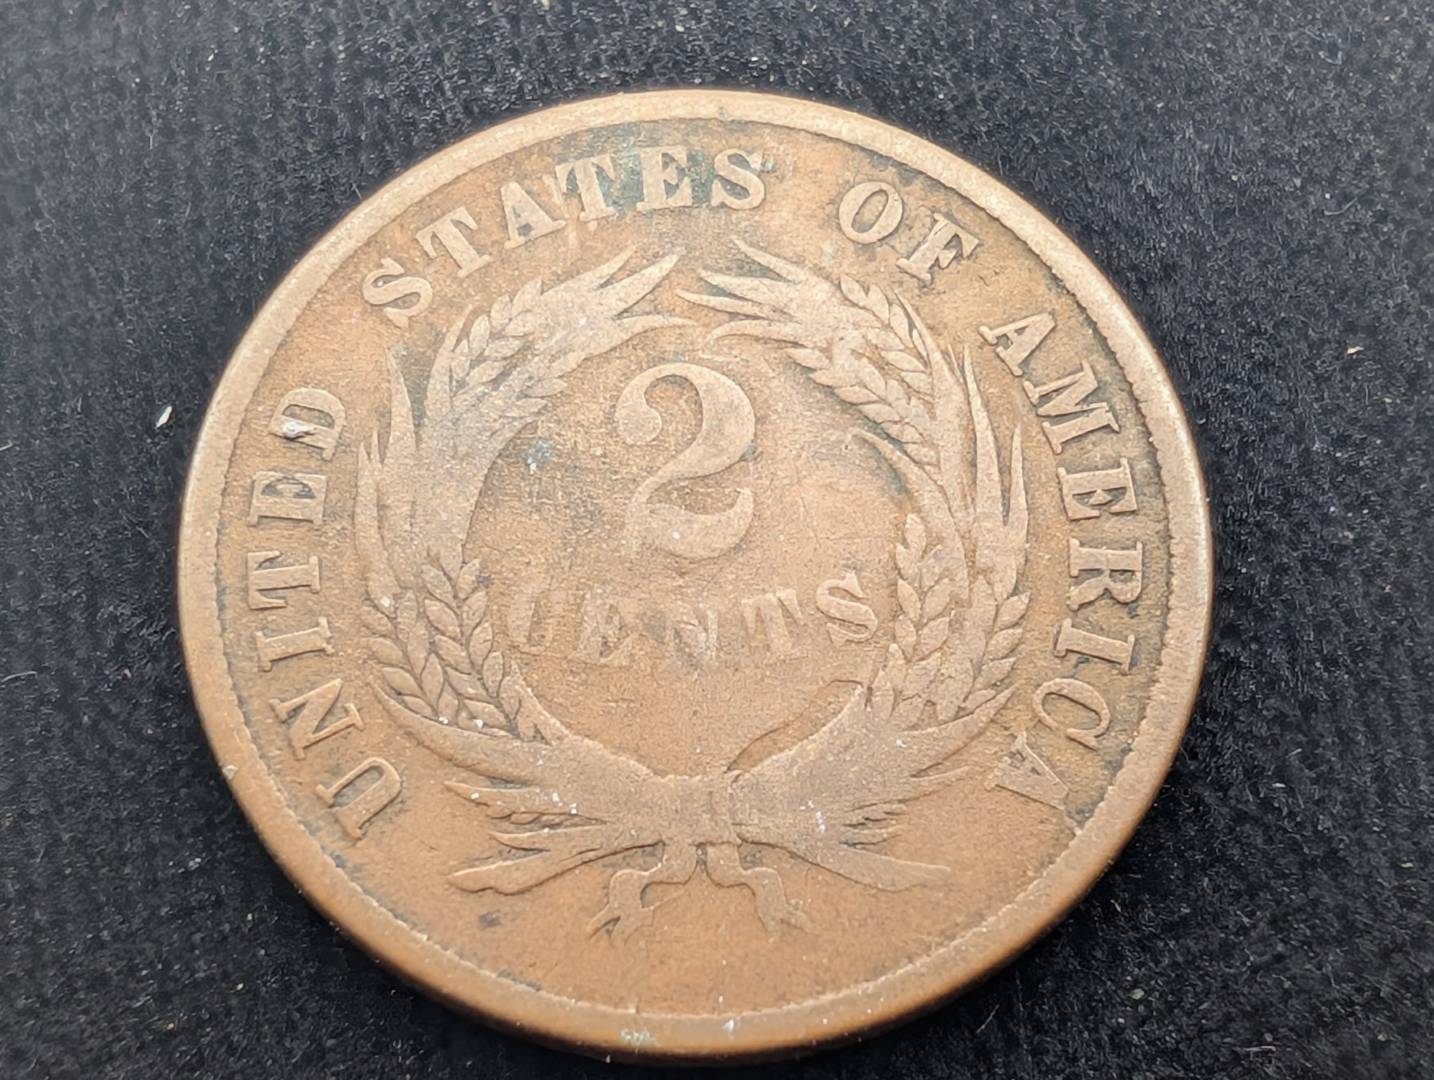 UNITED STATES OF AMERICA
2
CENTS